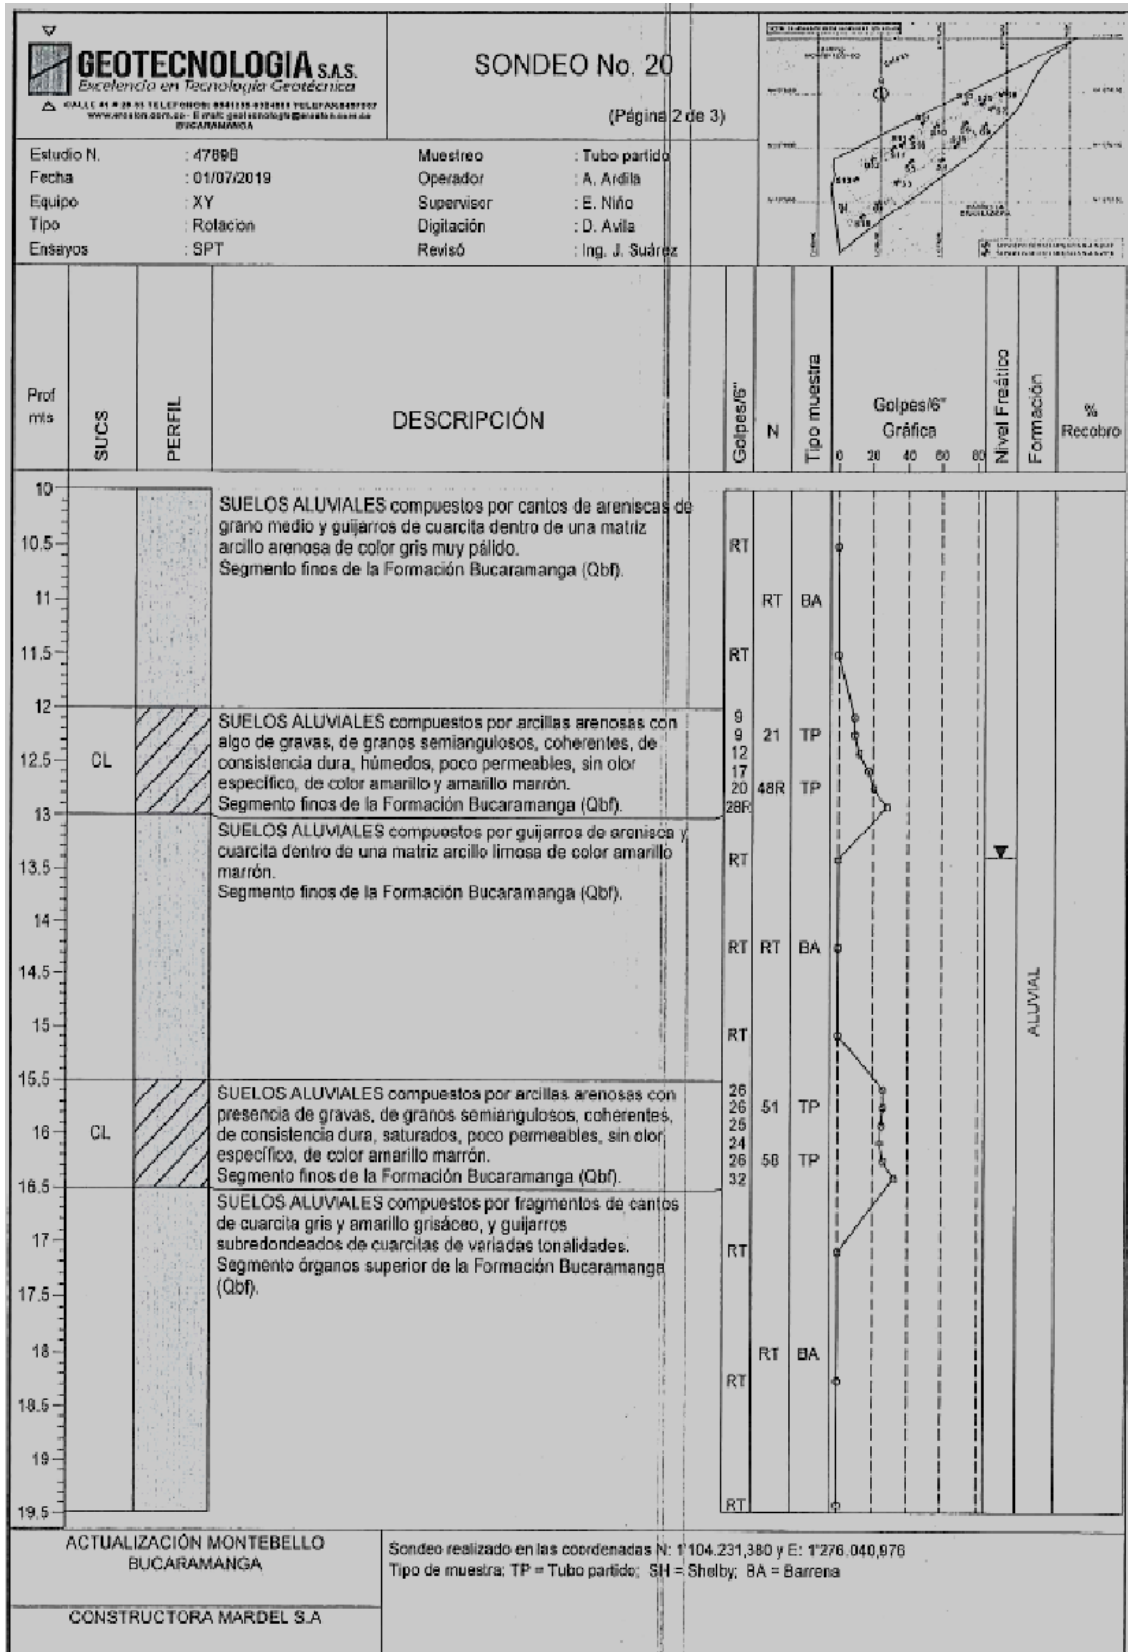 GEOTECNOLOGIA S.A.S.
Excelencia en Tecnología Geotécnica
BUCARAMANGA
SONDEO No. 20
(Página 2 de 3)
Estudio N. : 4789B
Fecha : 01/07/2019
Equipo : XY
Tipo : Rotacion
Ensayos : SPT
Muestreo : Tubo partido
Operador : A. Ardila
Supervisor : E. Niño
Digitación : D. Avila
Revisó : Ing. J. Suárez
Prof mts
SUCS
PERFIL
DESCRIPCIÓN
Golpes/6"
N
Tipo muestra
Golpes/6"
Gráfica
0 20 40 60 80
Nivel Freático
Formación
% Recobro
10
SUELOS ALUVIALES compuestos por cantos de areniscas de
grano medio y guijarros de cuarcita dentro de una matriz
arcillo arenosa de color gris muy pálido.
Segmento finos de la Formación Bucaramanga (Qbf).
10.5
RT
11
RT BA
11.5
RT
12
SUELOS ALUVIALES compuestos por arcillas arenosas con
algo de gravas, de granos semiangulosos, coherentes, de
consistencia dura, húmedos, poco permeables, sin olor
específico, de color amarillo y amarillo marrón.
Segmento finos de la Formación Bucaramanga (Qbf).
9
9 21 TP
12
12.5 CL
17
20 48R TP
28R
13
SUELOS ALUVIALES compuestos por guijarros de arenisca y
cuarcita dentro de una matriz arcillo limosa de color amarillo
marrón.
Segmento finos de la Formación Bucaramanga (Qbf).
13.5
RT
14
RT RT BA
14.5
15
RT
ALUVIAL
15.5
SUELOS ALUVIALES compuestos por arcillas arenosas con
presencia de gravas, de granos semiangulosos, coherentes,
de consistencia dura, saturados, poco permeables, sin olor
específico, de color amarillo marrón.
Segmento finos de la Formación Bucaramanga (Qbf).
26
26 51 TP
25
16 CL
24
26 58 TP
32
16.5
SUELOS ALUVIALES compuestos por fragmentos de cantos
de cuarcita gris y amarillo grisáceo, y guijarros
subredondeados de cuarcitas de variadas tonalidades.
Segmento órganos superior de la Formación Bucaramanga
(Qbf).
17
RT
17.5
18
RT BA
RT
18.5
19
19.5
RT
ACTUALIZACIÓN MONTEBELLO
BUCARAMANGA
CONSTRUCTORA MARDEL S.A
Sondeo realizado en las coordenadas N: 1'104.231,380 y E: 1'276.040,976
Tipo de muestra: TP = Tubo partido; SH = Shelby; BA = Barrena